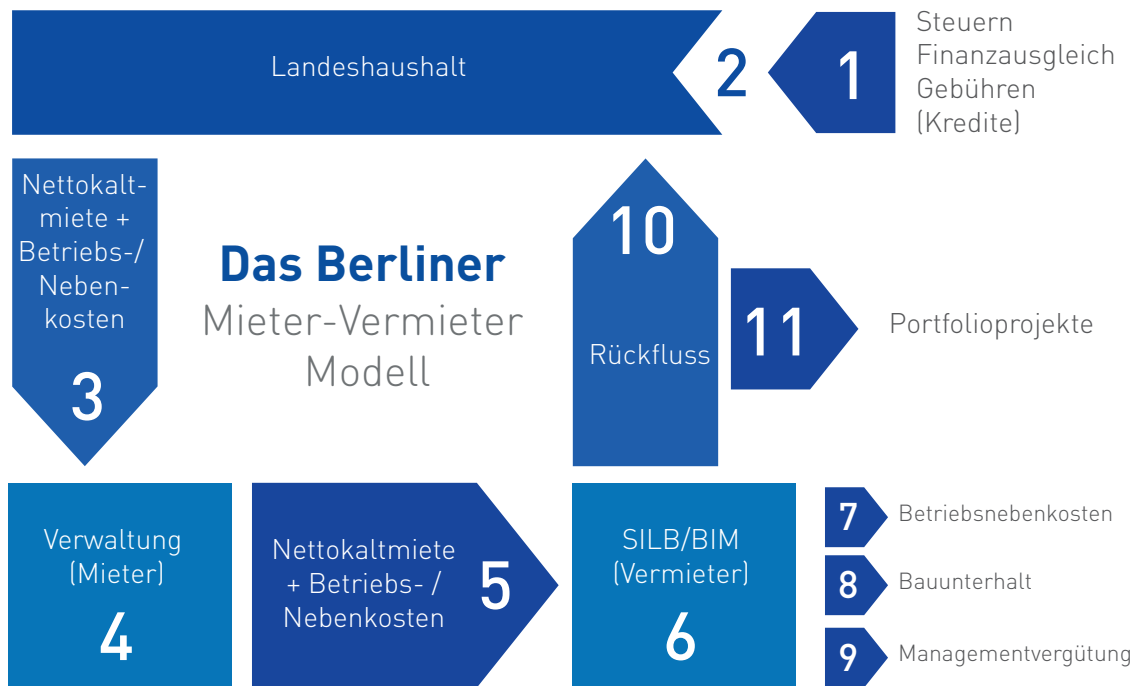 Landeshaushalt
2
1
Steuern
Finanzausgleich
Gebühren
(Kredite)
Nettokalt-
miete +
Betriebs-/
Neben-
kosten
3
Das Berliner
Mieter-Vermieter
Modell
10
Rückfluss
11
Portfolioprojekte
Verwaltung
(Mieter)
4
Nettokaltmiete
+ Betriebs- /
Nebenkosten
5
SILB/BIM
(Vermieter)
6
7 Betriebsnebenkosten
8 Bauunterhalt
9 Managementvergütung